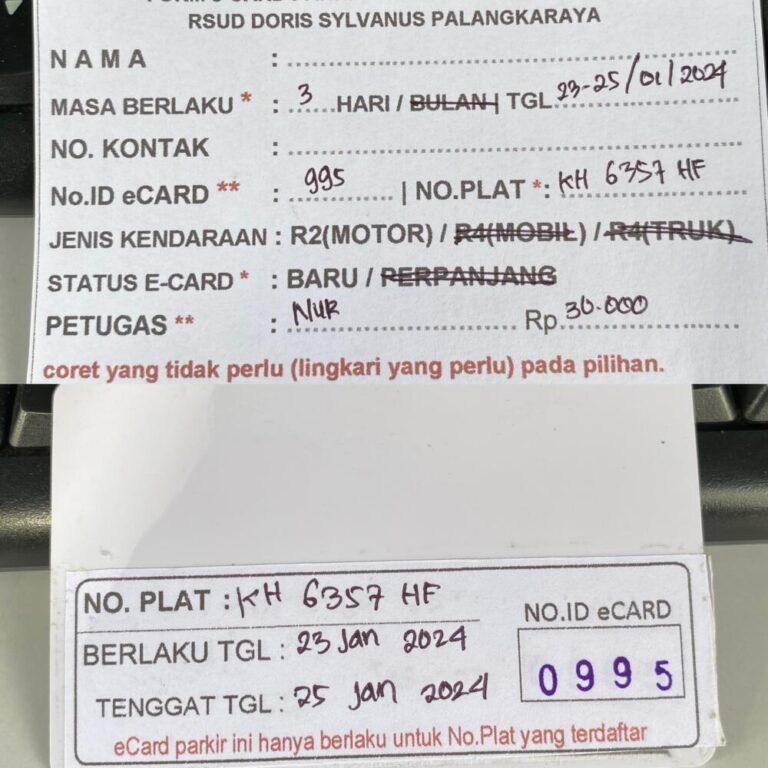 RSUD DORIS SYLVANUS PALANGKARAYA
NAMA :
MASA BERLAKU * : 3 HARI / BULAN | TGL 23-25/01/2024
NO. KONTAK :
No.ID eCARD ** : 995 | NO.PLAT *: KH 6357 HF
JENIS KENDARAAN : R2(MOTOR) / R4(MOBIL) / R4(TRUK)
STATUS E-CARD * : BARU / PERPANJANG
PETUGAS ** : NUR Rp 30.000
coret yang tidak perlu (lingkari yang perlu) pada pilihan.
NO. PLAT : KH 6357 HF
NO.ID eCARD
BERLAKU TGL : 23 Jan 2024
0995
TENGGAT TGL : 25 Jan 2024
eCard parkir ini hanya berlaku untuk No.Plat yang terdaftar